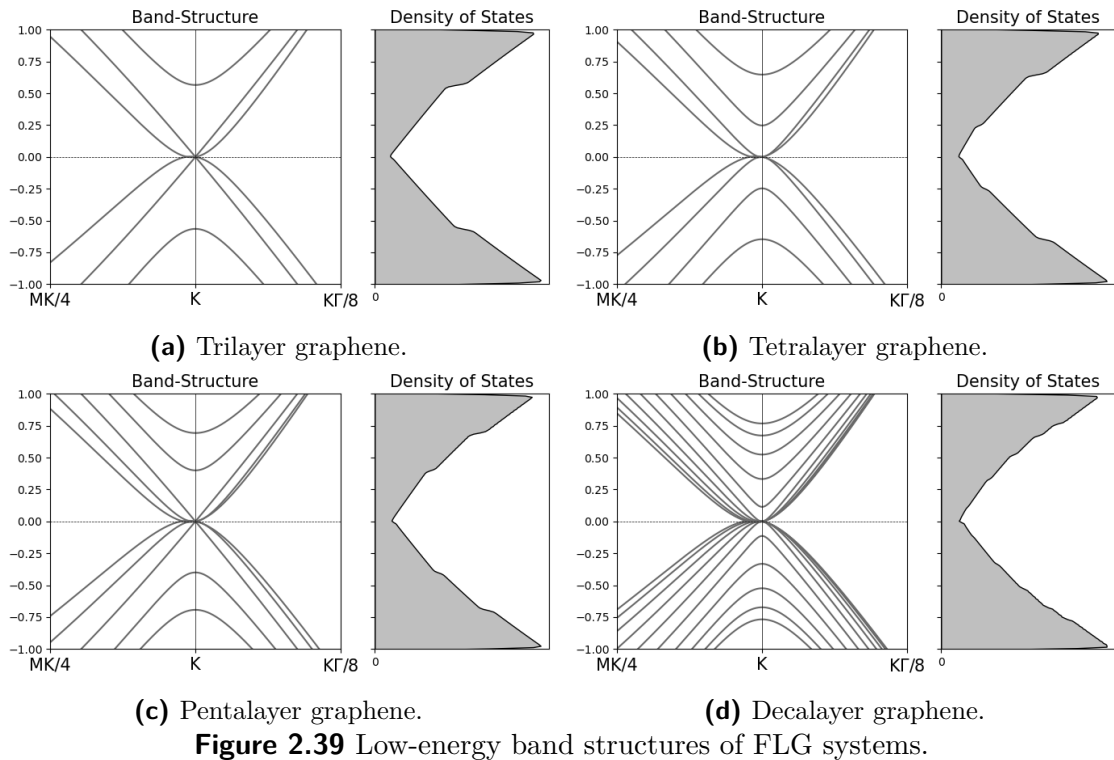 Band-Structure
Density of States
Band-Structure
Density of States
1.00
0.75
0.50
0.25
0.00
−0.25
−0.50
−0.75
−1.00
MK/4
K
KΓ/8
0
1.00
0.75
0.50
0.25
0.00
−0.25
−0.50
−0.75
−1.00
MK/4
K
KΓ/8
0
(a) Trilayer graphene.
(b) Tetralayer graphene.
Band-Structure
Density of States
Band-Structure
Density of States
1.00
0.75
0.50
0.25
0.00
−0.25
−0.50
−0.75
−1.00
MK/4
K
KΓ/8
0
1.00
0.75
0.50
0.25
0.00
−0.25
−0.50
−0.75
−1.00
MK/4
K
KΓ/8
0
(c) Pentalayer graphene.
(d) Decalayer graphene.
Figure 2.39 Low-energy band structures of FLG systems.